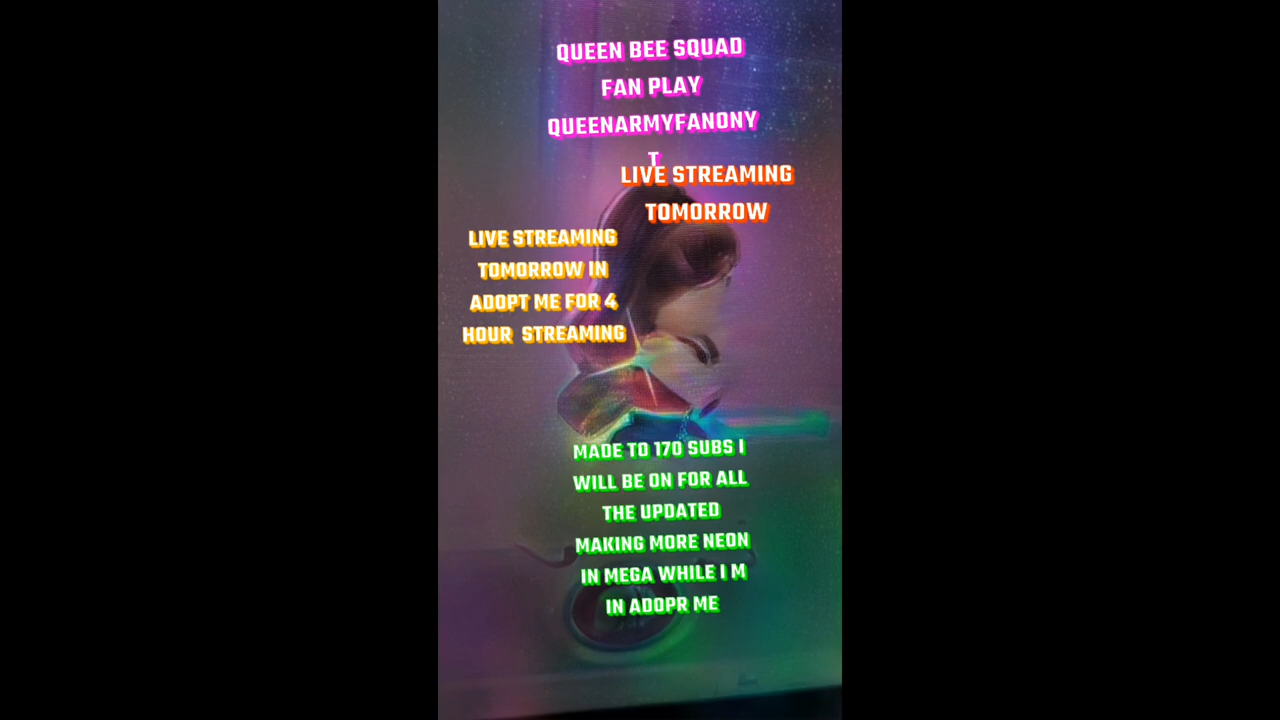 QUEEN BEE SQUAD
FAN PLAY
QUEENARMYFANONY
T
LIVE STREAMING
TOMORROW
LIVE STREAMING
TOMORROW IN
ADOPT ME FOR 4
HOUR STREAMING
MADE TO 170 SUBS I
WILL BE ON FOR ALL
THE UPDATED
MAKING MORE NEON
IN MEGA WHILE I M
IN ADOPR ME